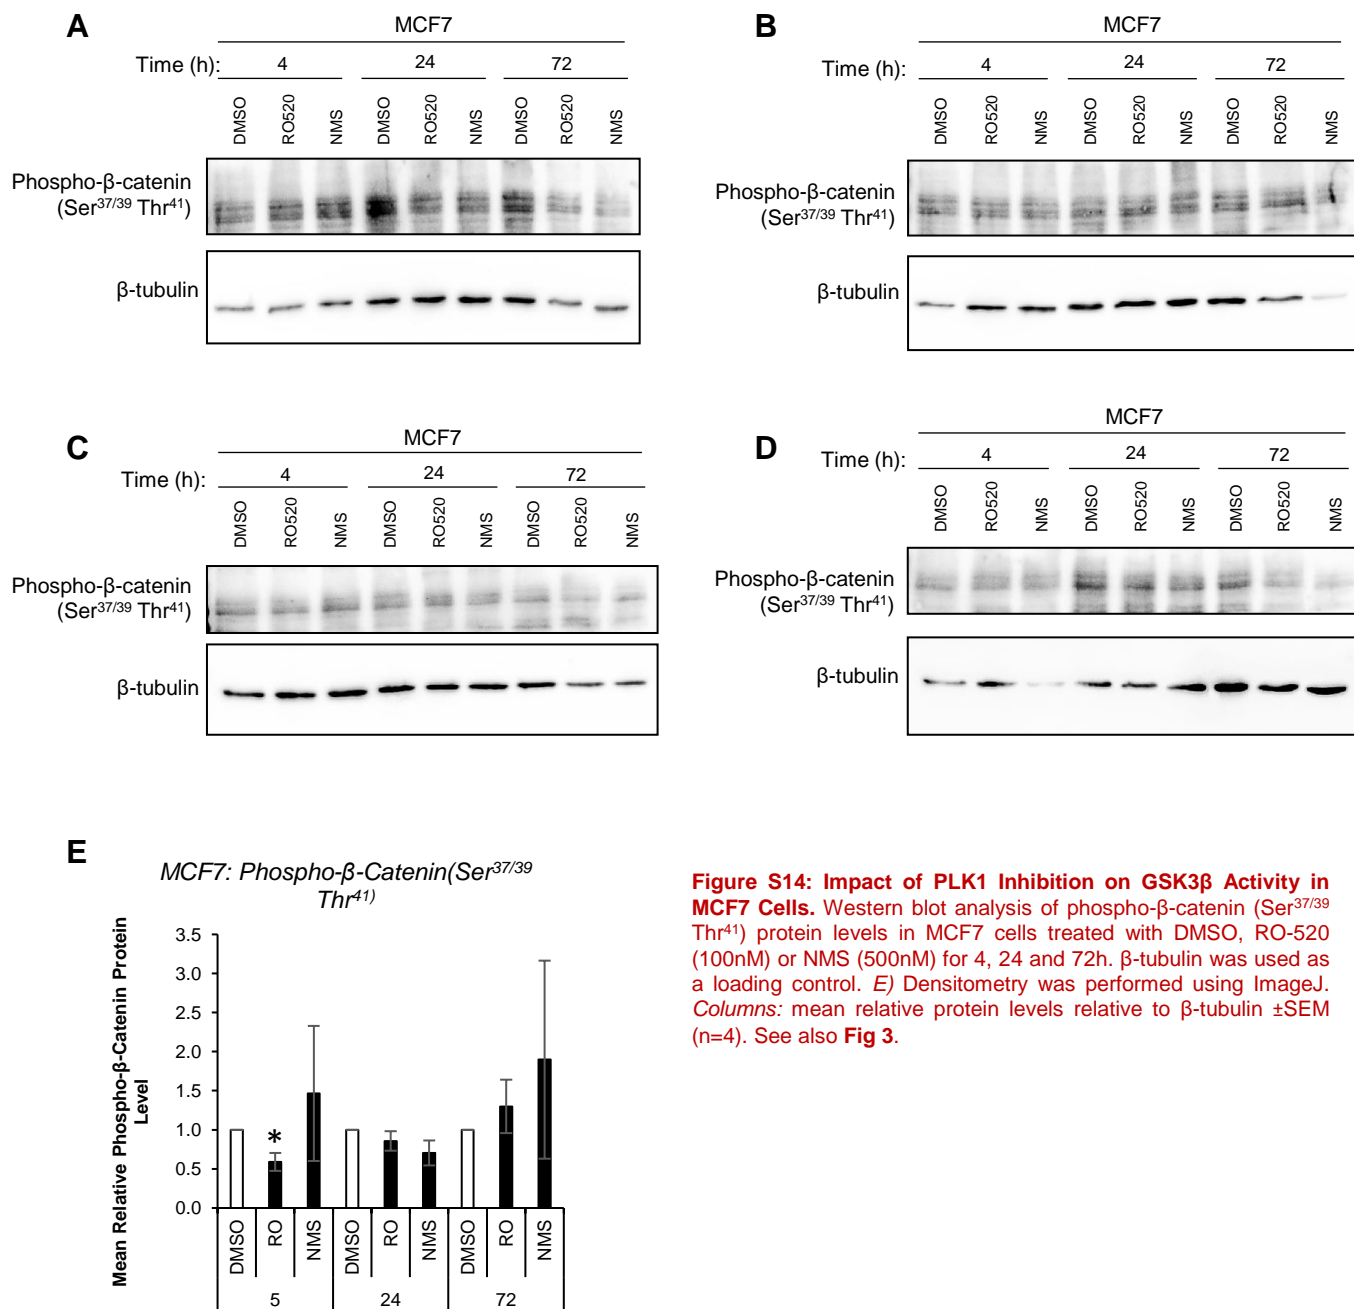 A
MCF7
Time (h):
4
24
72
DMSO
RO520
NMS
DMSO
RO520
NMS
DMSO
RO520
NMS
Phospho-β-catenin
(Ser37/39 Thr41)
β-tubulin
B
MCF7
Time (h):
4
24
72
DMSO
RO520
NMS
DMSO
RO520
NMS
DMSO
RO520
NMS
Phospho-β-catenin
(Ser37/39 Thr41)
β-tubulin
C
MCF7
Time (h):
4
24
72
DMSO
RO520
NMS
DMSO
RO520
NMS
DMSO
RO520
NMS
Phospho-β-catenin
(Ser37/39 Thr41)
β-tubulin
D
MCF7
Time (h):
4
24
72
DMSO
RO520
NMS
DMSO
RO520
NMS
DMSO
RO520
NMS
Phospho-β-catenin
(Ser37/39 Thr41)
β-tubulin
E
MCF7: Phospho-β-Catenin(Ser37/39
Thr41)
Mean Relative Phospho-β-Catenin Protein
Level
3.5
3.0
2.5
2.0
1.5
1.0
0.5
0.0
*
DMSO
RO
NMS
DMSO
RO
NMS
DMSO
RO
NMS
5
24
72
Figure S14: Impact of PLK1 Inhibition on GSK3β Activity in
MCF7 Cells. Western blot analysis of phospho-β-catenin (Ser37/39
Thr41) protein levels in MCF7 cells treated with DMSO, RO-520
(100nM) or NMS (500nM) for 4, 24 and 72h. β-tubulin was used as
a loading control. E) Densitometry was performed using ImageJ.
Columns: mean relative protein levels relative to β-tubulin ±SEM
(n=4). See also Fig 3.